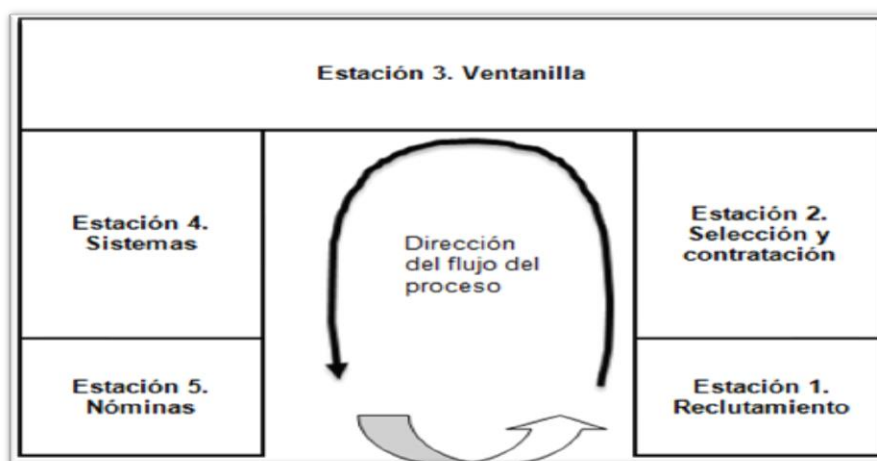 Estación 3. Ventanilla
Estación 4.
Sistemas
Dirección
del flujo del
proceso
Estación 2.
Selección y
contratación
Estación 5.
Nóminas
Estación 1.
Reclutamiento